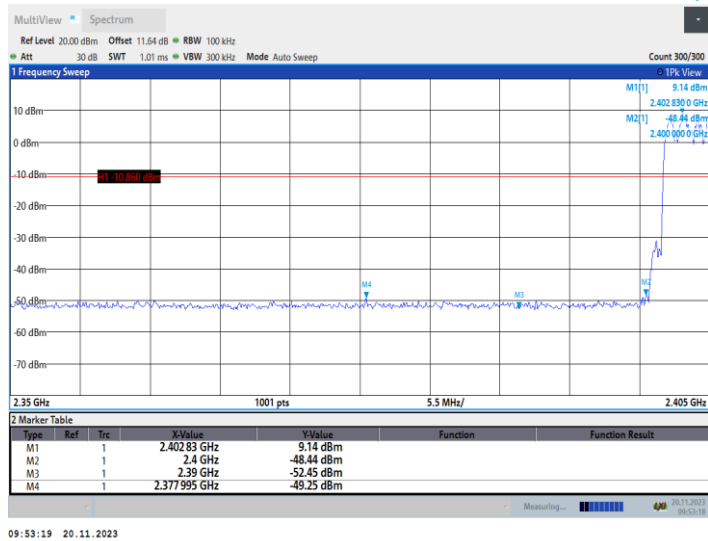 MultiView Spectrum
Ref Level 20.00 dBm Offset 11.64 dB RBW 100 kHz
Att 30 dB SWT 1.01 ms VBW 300 kHz Mode Auto Sweep Count 300/300
1 Frequency Sweep 1Pk View
M1[1] 9.14 dBm
2.402 830 0 GHz
M2[1] -48.44 dBm
2.400 000 0 GHz
10 dBm
0 dBm
-10 dBm
H1 -10.860 dBm
-20 dBm
-30 dBm
-40 dBm
M4
M3
M2
-50 dBm
-60 dBm
-70 dBm
2.35 GHz 1001 pts 5.5 MHz/ 2.405 GHz
2 Marker Table
Type Ref Trc X-Value Y-Value Function Function Result
M1 1 2.40283 GHz 9.14 dBm
M2 1 2.4 GHz -48.44 dBm
M3 1 2.39 GHz -52.45 dBm
M4 1 2.377995 GHz -49.25 dBm
Measuring... 20.11.2023
09:53:18
09:53:19 20.11.2023